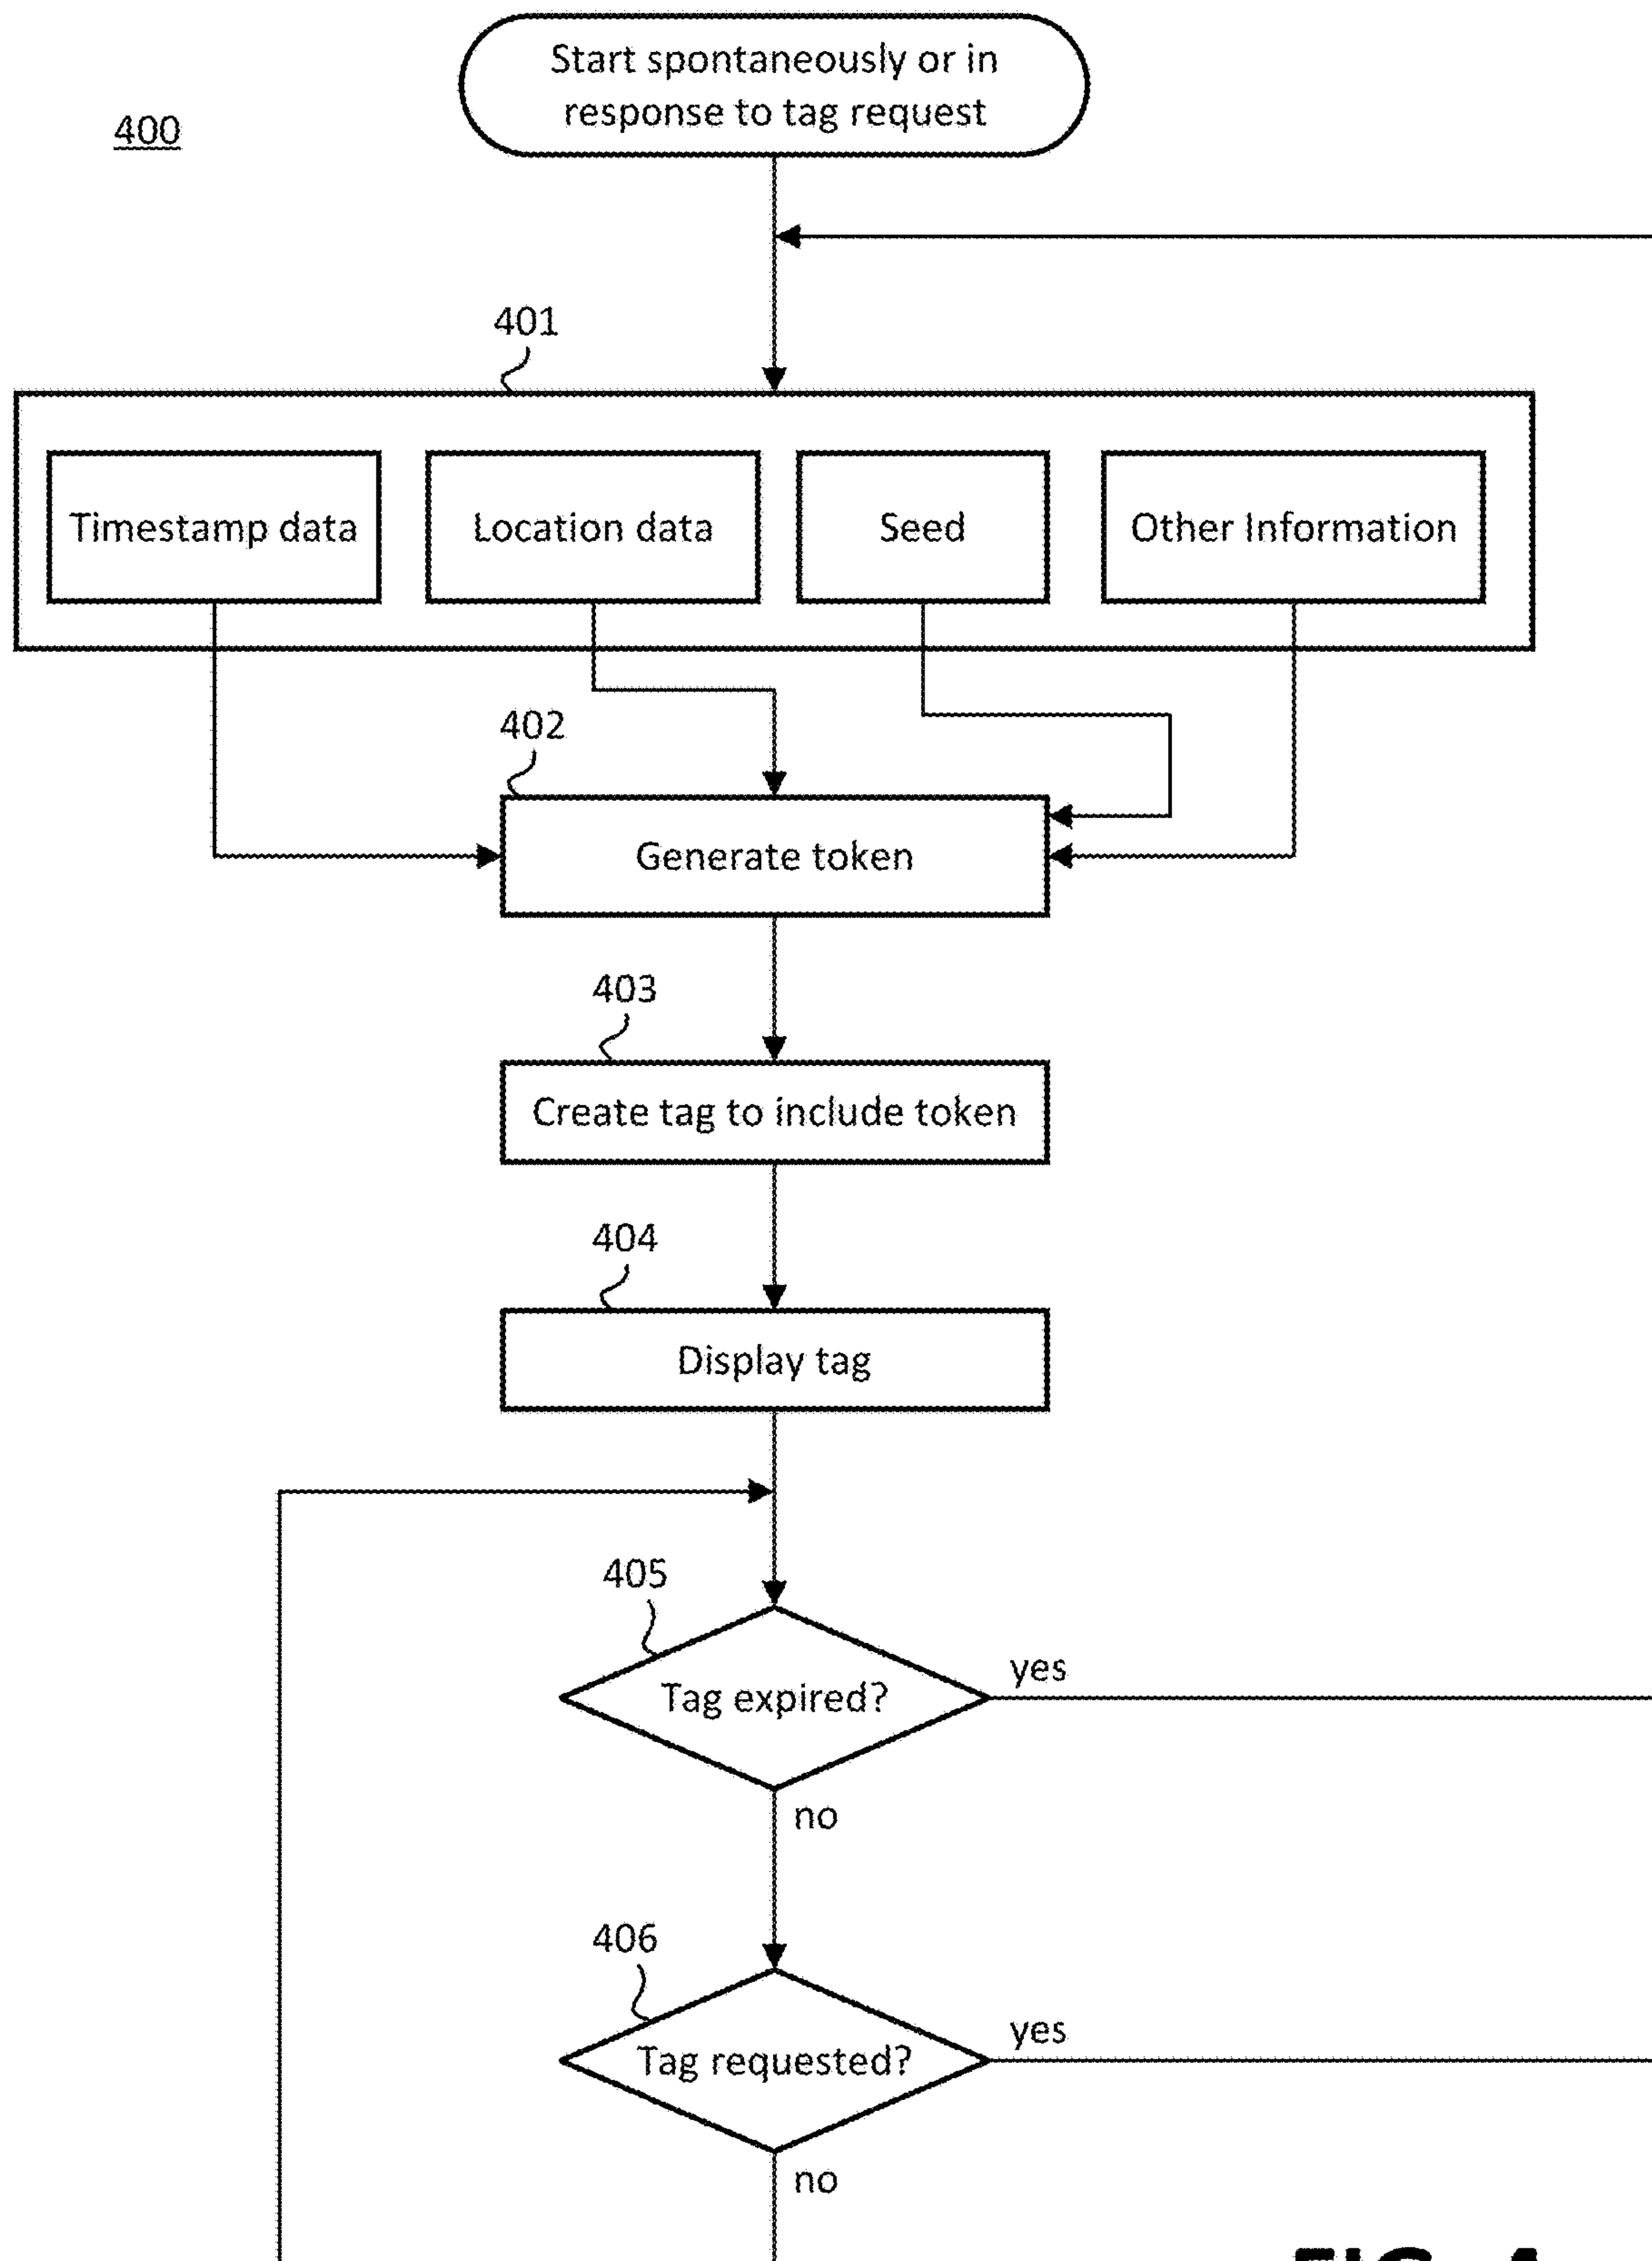 Start spontaneously or in
response to tag request
400
401
Timestamp data
Location data
Seed
Other Information
402
Generate token
403
Create tag to include token
404
Display tag
405
Tag expired?
yes
no
406
Tag requested?
yes
no